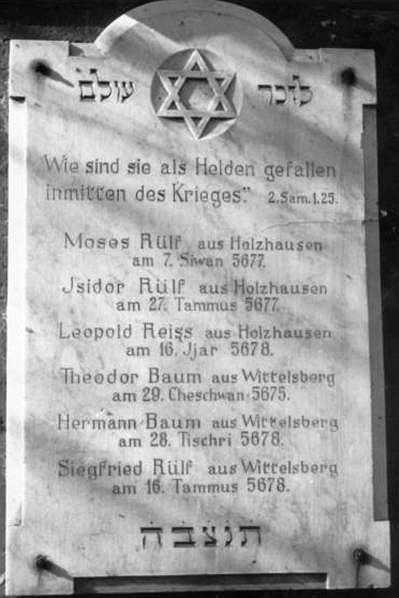 לזכר עולם
Wie sind sie als Helden gefallen
inmitten des Krieges." 2.Sam.1.25.
Moses Rülf aus Holzhausen
am 7. Siwan 5677.
Jsidor Rülf aus Holzhausen
am 27. Tammus 5677.
Leopold Reiss aus Holzhausen
am 16. Jjar 5678.
Theodor Baum aus Wittelsberg
am 29. Cheschwan 5675.
Hermann Baum aus Wittelsberg
am 28. Tischri 5678.
Siegfried Rülf aus Wittelsberg
am 16. Tammus 5678.
תנצבה